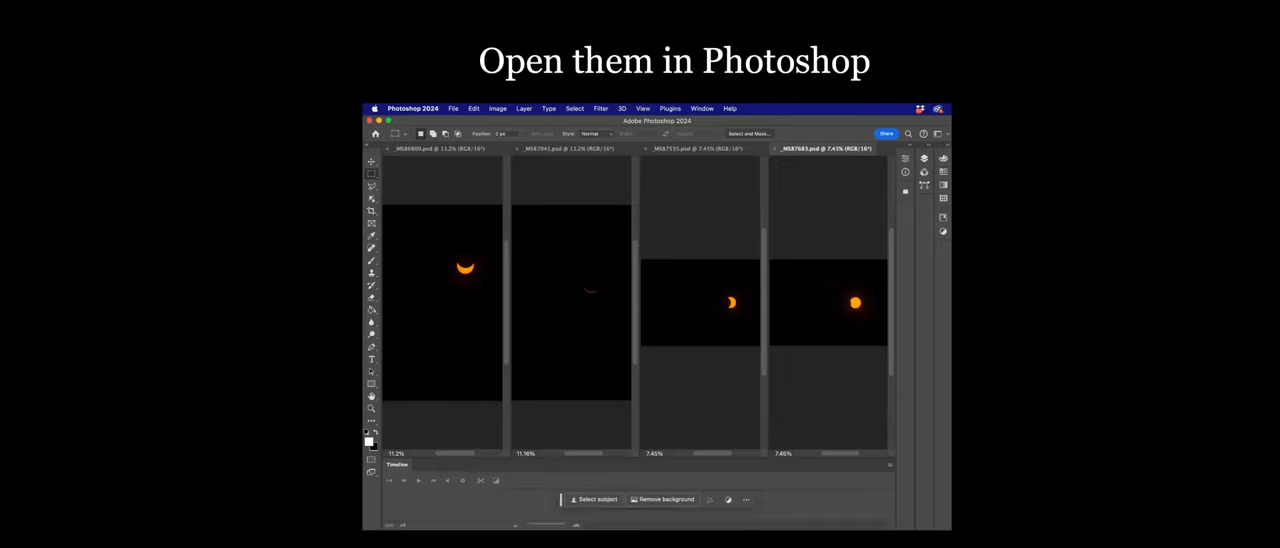 Open them in Photoshop
Photoshop 2024 File Edit Image Layer Type Select Filter 3D View Plugins Window Help
Adobe Photoshop 2024
Feather: 0 px Style: Normal Select and Mask... Share
_MS86800.psd @ 11.2% (RGB/16*) _MS87041.psd @ 11.2% (RGB/16*) _MS87535.psd @ 7.45% (RGB/16*) _MS87683.psd @ 7.45% (RGB/16*)
11.2% 11.16% 7.45% 7.45%
Timeline
Select subject Remove background